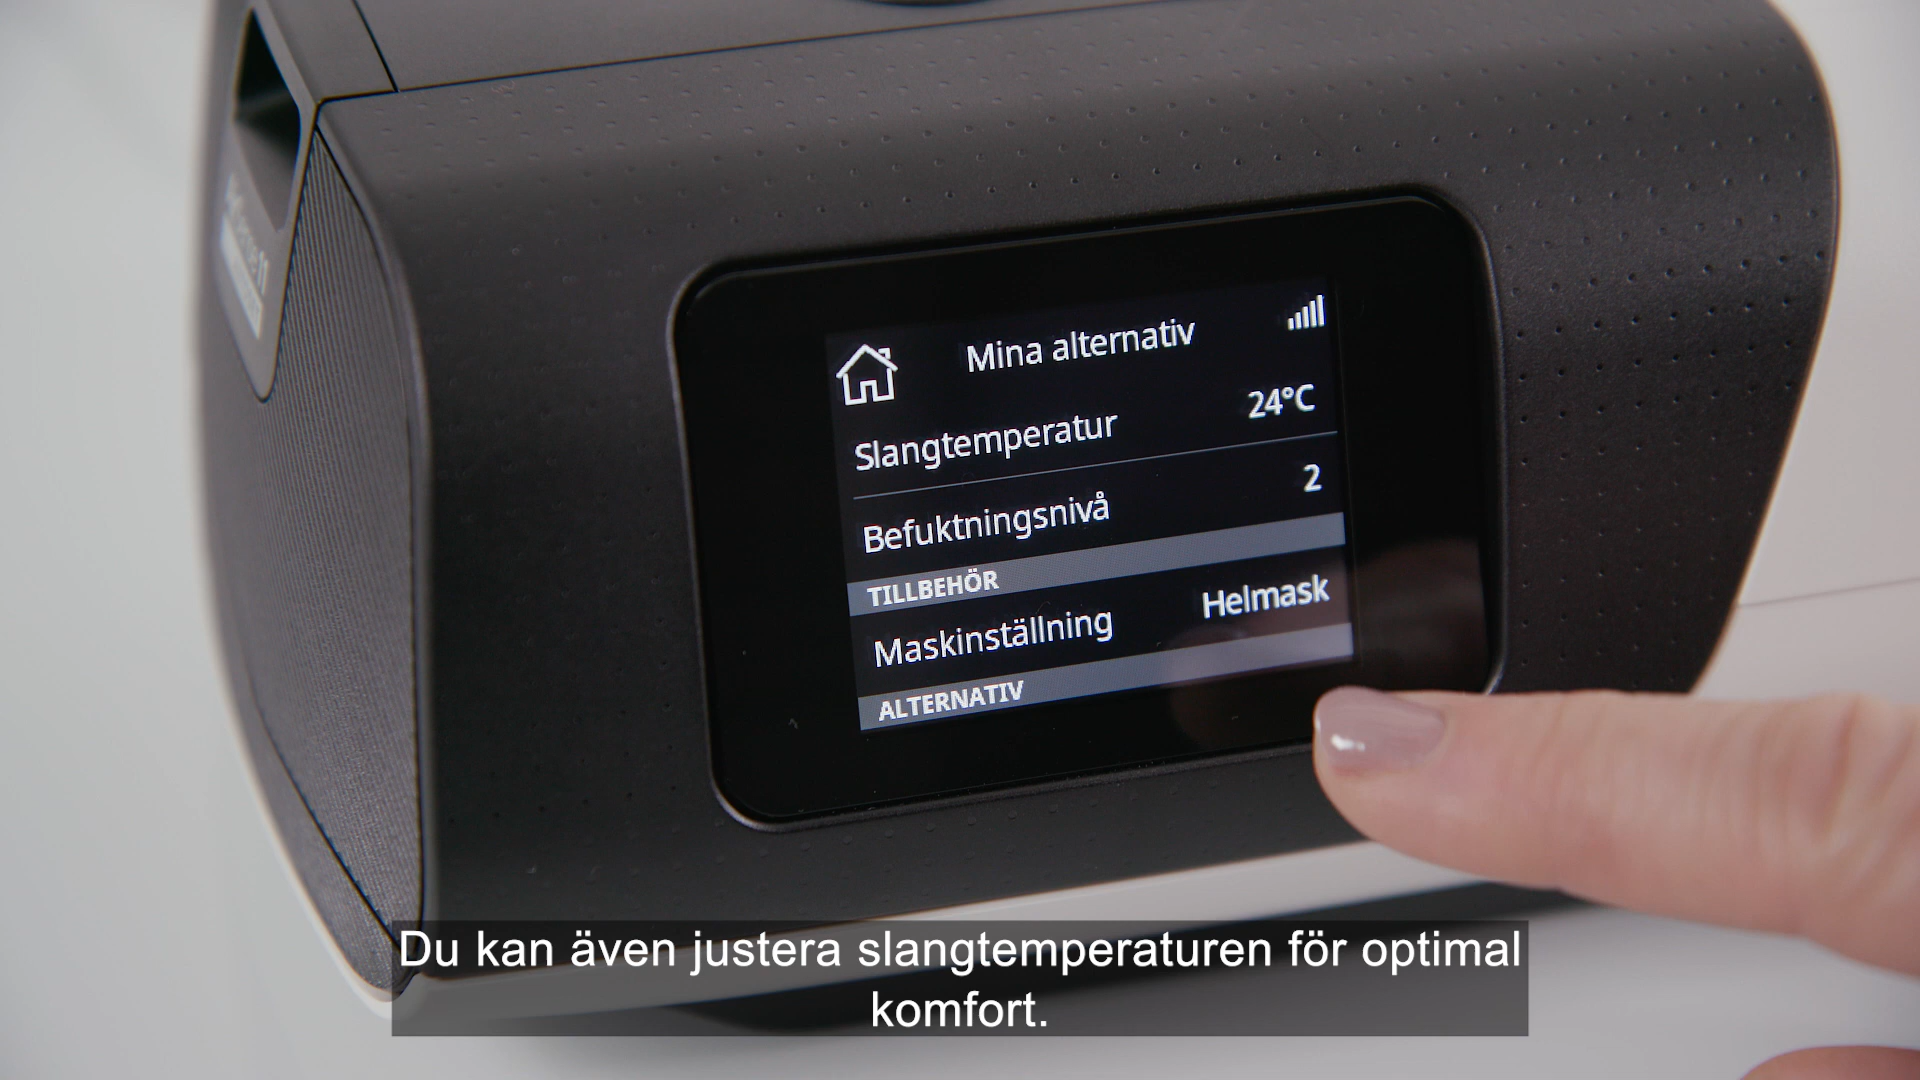 Mina alternativ
Slangtemperatur 24°C
Befuktningsnivå 2
TILLBEHÖR
Maskinställning Helmask
ALTERNATIV
Du kan även justera slangtemperaturen för optimal
komfort.